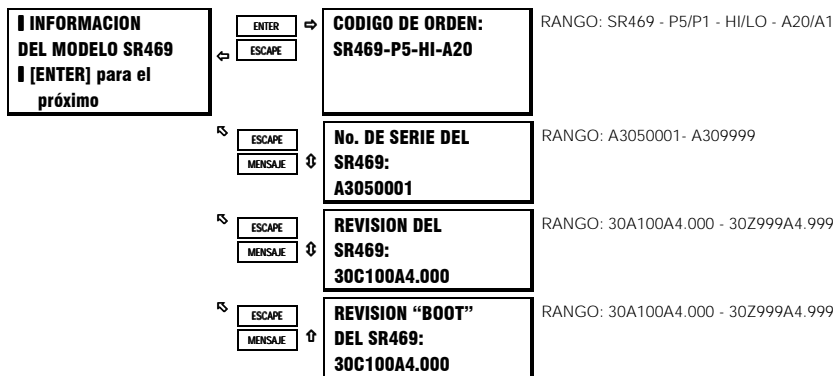 INFORMACION
DEL MODELO SR469
[ENTER] para el
próximo
ENTER
ESCAPE
CODIGO DE ORDEN:
SR469-P5-HI-A20
RANGO: SR469 - P5/P1 - HI/LO - A20/A1
ESCAPE
MENSAJE
No. DE SERIE DEL
SR469:
A3050001
RANGO: A3050001- A309999
ESCAPE
MENSAJE
REVISION DEL
SR469:
30C100A4.000
RANGO: 30A100A4.000 - 30Z999A4.999
ESCAPE
MENSAJE
REVISION “BOOT”
DEL SR469:
30C100A4.000
RANGO: 30A100A4.000 - 30Z999A4.999